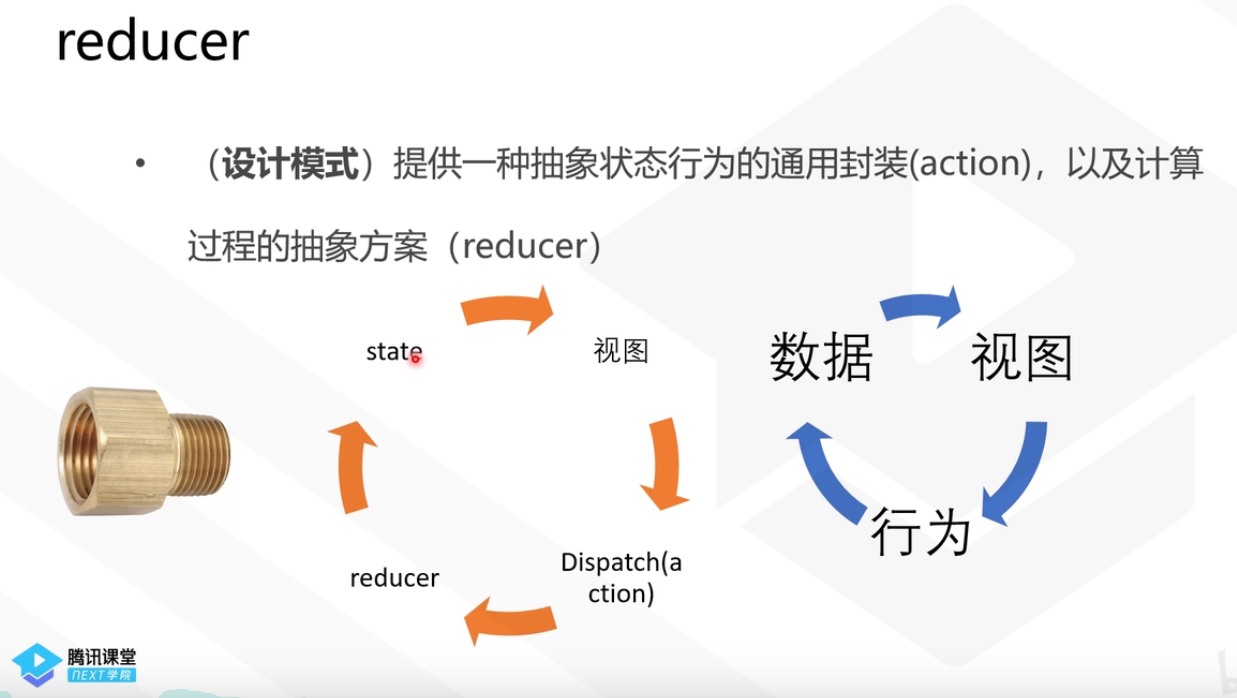 reducer
• （设计模式）提供一种抽象状态行为的通用封装(action)，以及计算
过程的抽象方案（reducer）
state
视图
Dispatch(a
ction)
reducer
数据
视图
行为
腾讯课堂
NEXT学院